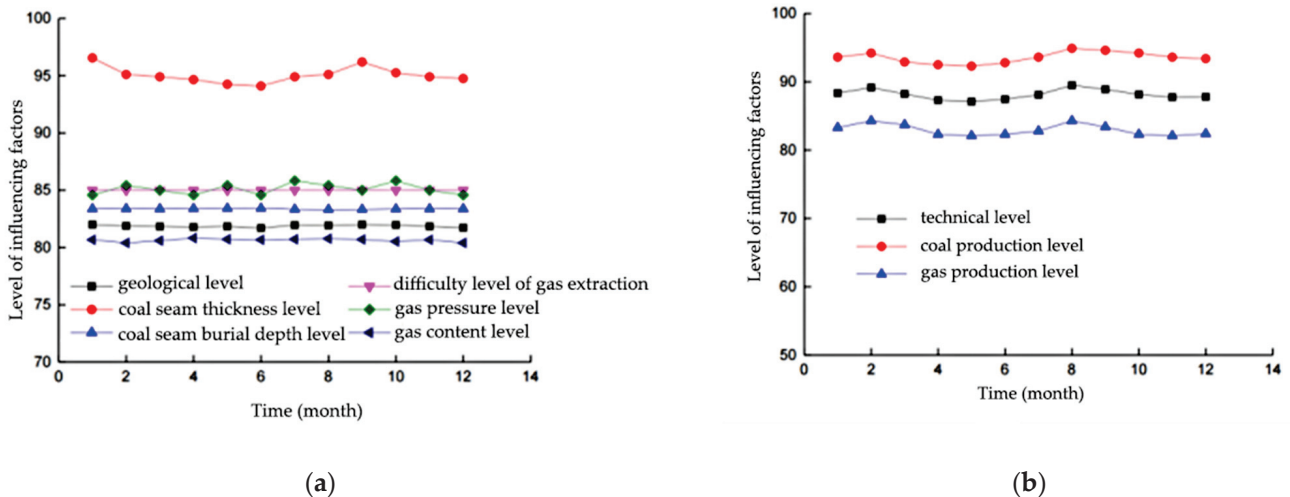 100
95
90
85
80
75
70
0
2
4
6
8
10
12
14
Level of influencing factors
Time (month)
geological level
coal seam thickness level
coal seam burial depth level
difficulty level of gas extraction
gas pressure level
gas content level
(a)
100
90
80
70
60
50
0
2
4
6
8
10
12
14
Level of influencing factors
Time (month)
technical level
coal production level
gas production level
(b)